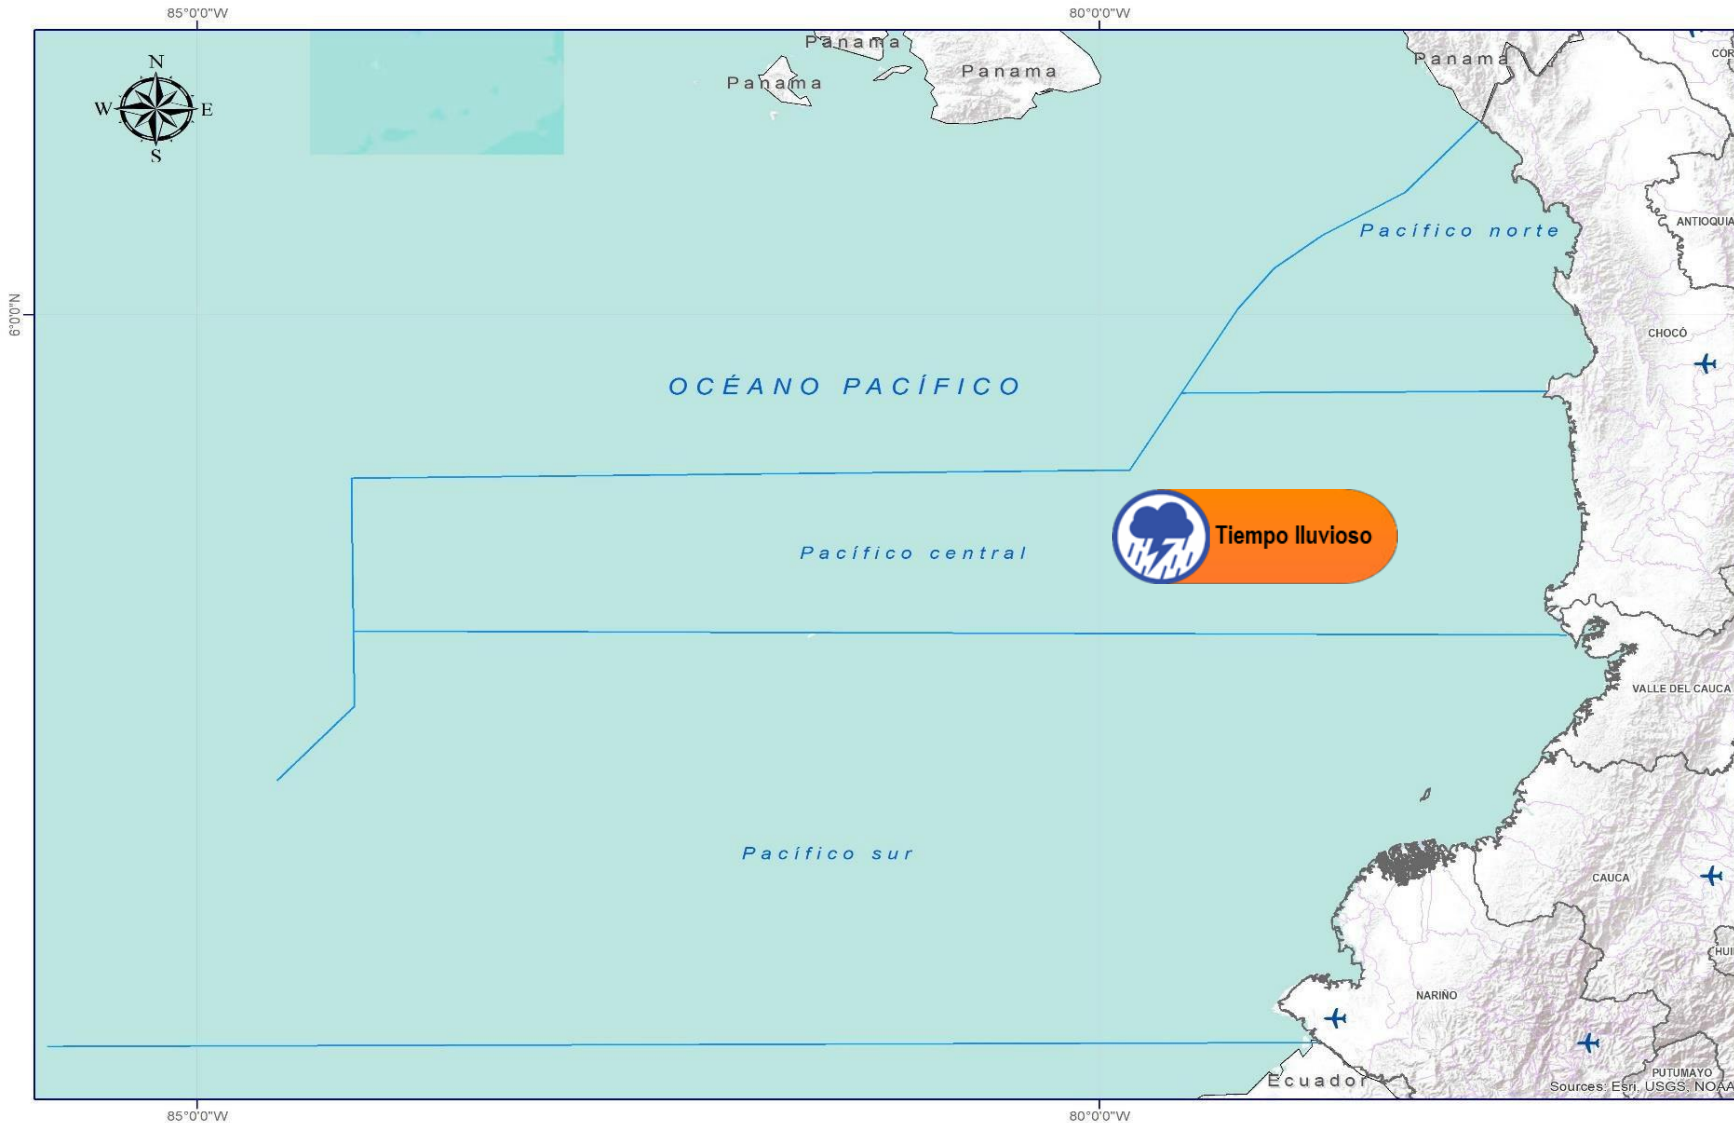 85°0'0"W
80°0'0"W
Panama
Panama
Panama
Panama
COR
N
W
E
S
ANTIOQUIA
Pacífico norte
6°0'0"N
CHOCÓ
OCÉANO PACÍFICO
Tiempo lluvioso
Pacífico central
VALLE DEL CAUCA
Pacífico sur
CAUCA
HUI
NARIÑO
PUTUMAYO
Ecuador
Sources: Esri, USGS, NOAA
85°0'0"W
80°0'0"W